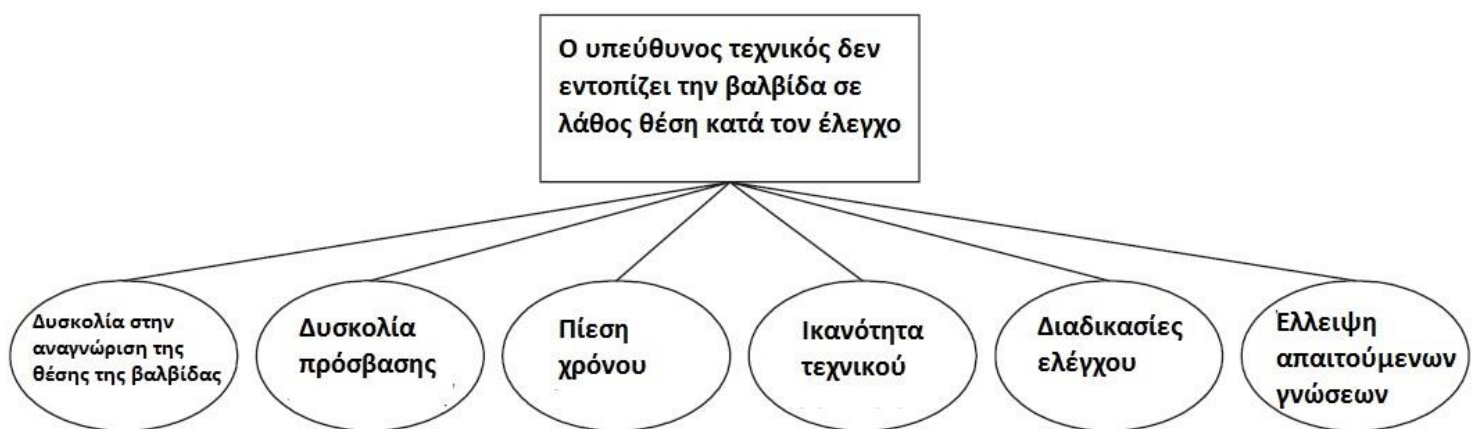 Ο υπεύθυνος τεχνικός δεν
εντοπίζει την βαλβίδα σε
λάθος θέση κατά τον έλεγχο
Δυσκολία στην
αναγνώριση της
θέσης της βαλβίδας
Δυσκολία
πρόσβασης
Πίεση
χρόνου
Ικανότητα
τεχνικού
Διαδικασίες
ελέγχου
Έλλειψη
απαιτούμενων
γνώσεων